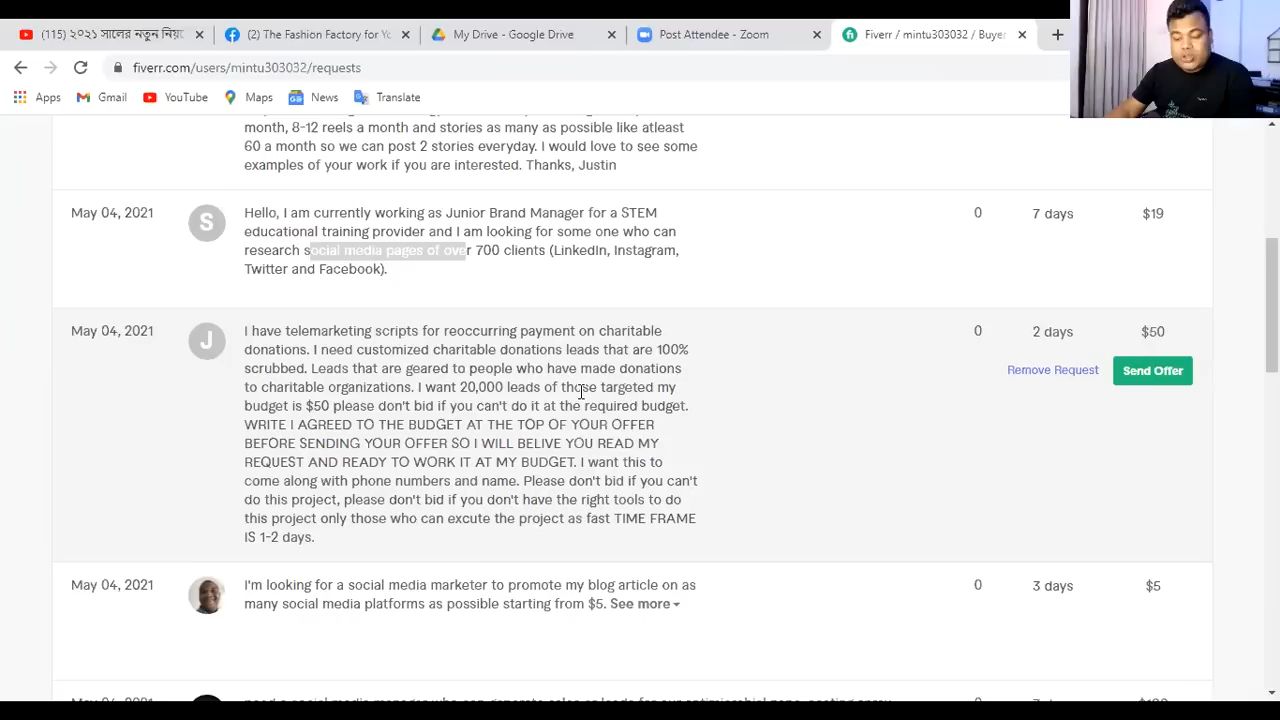 (115) ২০২১ সালের নতুন নিয়
(2) The Fashion Factory for Yo
My Drive - Google Drive
Post Attendee - Zoom
Fiverr / mintu303032 / Buyer
fiverr.com/users/mintu303032/requests
Apps Gmail YouTube Maps News Translate
month, 8-12 reels a month and stories as many as possible like atleast
60 a month so we can post 2 stories everyday. I would love to see some
examples of your work if you are interested. Thanks, Justin
May 04, 2021 S Hello, I am currently working as Junior Brand Manager for a STEM 0 7 days $19
educational training provider and I am looking for some one who can
research social media pages of over 700 clients (LinkedIn, Instagram,
Twitter and Facebook).
May 04, 2021 J I have telemarketing scripts for reoccurring payment on charitable 0 2 days $50
donations. I need customized charitable donations leads that are 100%
scrubbed. Leads that are geared to people who have made donations Remove Request Send Offer
to charitable organizations. I want 20,000 leads of those targeted my
budget is $50 please don't bid if you can't do it at the required budget.
WRITE I AGREED TO THE BUDGET AT THE TOP OF YOUR OFFER
BEFORE SENDING YOUR OFFER SO I WILL BELIVE YOU READ MY
REQUEST AND READY TO WORK IT AT MY BUDGET. I want this to
come along with phone numbers and name. Please don't bid if you can't
do this project, please don't bid if you don't have the right tools to do
this project only those who can excute the project as fast TIME FRAME
IS 1-2 days.
May 04, 2021 I'm looking for a social media marketer to promote my blog article on as 0 3 days $5
many social media platforms as possible starting from $5. See more